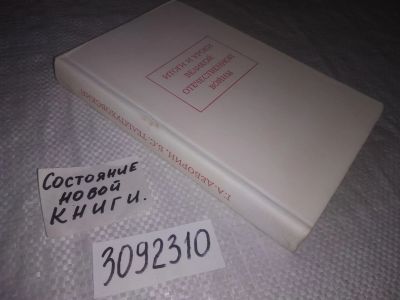 ИТОГИ И УРОКИ
ВЕЛИКОЙ
ОТЕЧЕСТВЕННОЙ
ВОЙНЫ
Г.А. ДЕБОРИН, Б.С. ТЕЛЬПУХОВСКИЙ
Состояние
новой
КНИГИ.
3092310